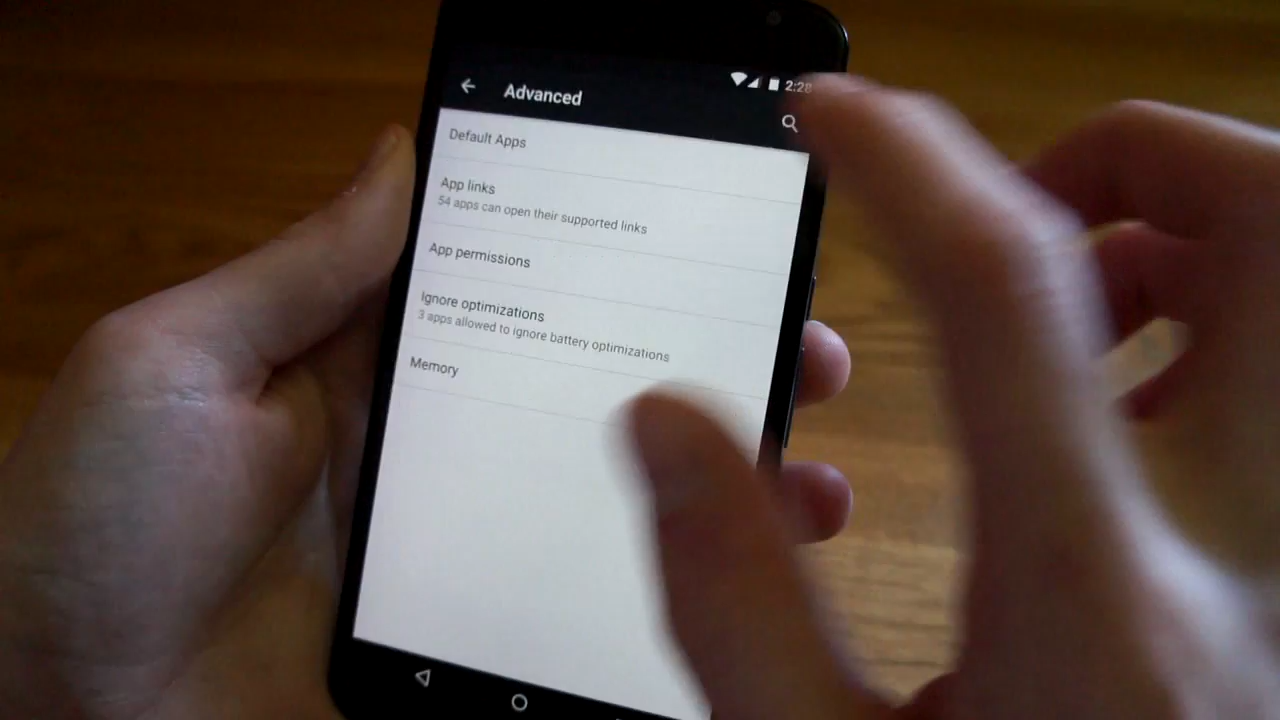 2:28
Advanced
Default Apps
App links
54 apps can open their supported links
App permissions
Ignore optimizations
3 apps allowed to ignore battery optimizations
Memory